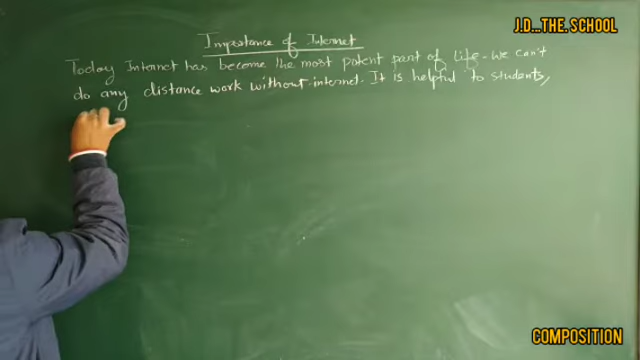 J.D...THE. SCHOOL
Importance of Internet
Today Internet has become the most potent part of life. We can't
do any distance work without internet. It is helpful to students,
COMPOSITION